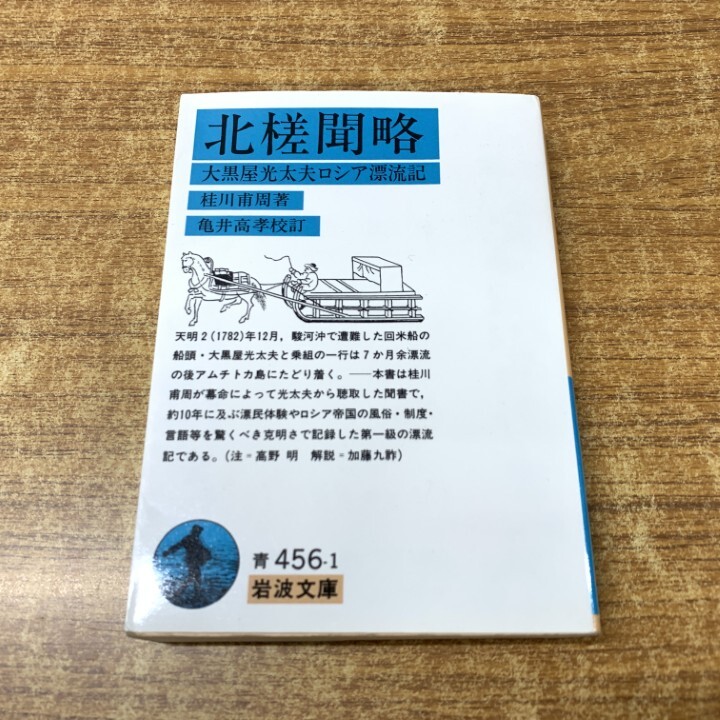 北槎聞略
大黒屋光太夫ロシア漂流記
桂川甫周著
亀井高孝校訂
天明2(1782)年12月，駿河沖で遭難した回米船の
船頭・大黒屋光太夫と乗組の一行は7か月余漂流
の後アムチトカ島にたどり着く。——本書は桂川
甫周が幕命によって光太夫から聴取した聞書で，
約10年に及ぶ漂民体験やロシア帝国の風俗・制度・
言語等を驚くべき克明さで記録した第一級の漂流
記である。(注＝高野 明 解説＝加藤九祚)
青 456-1
岩波文庫